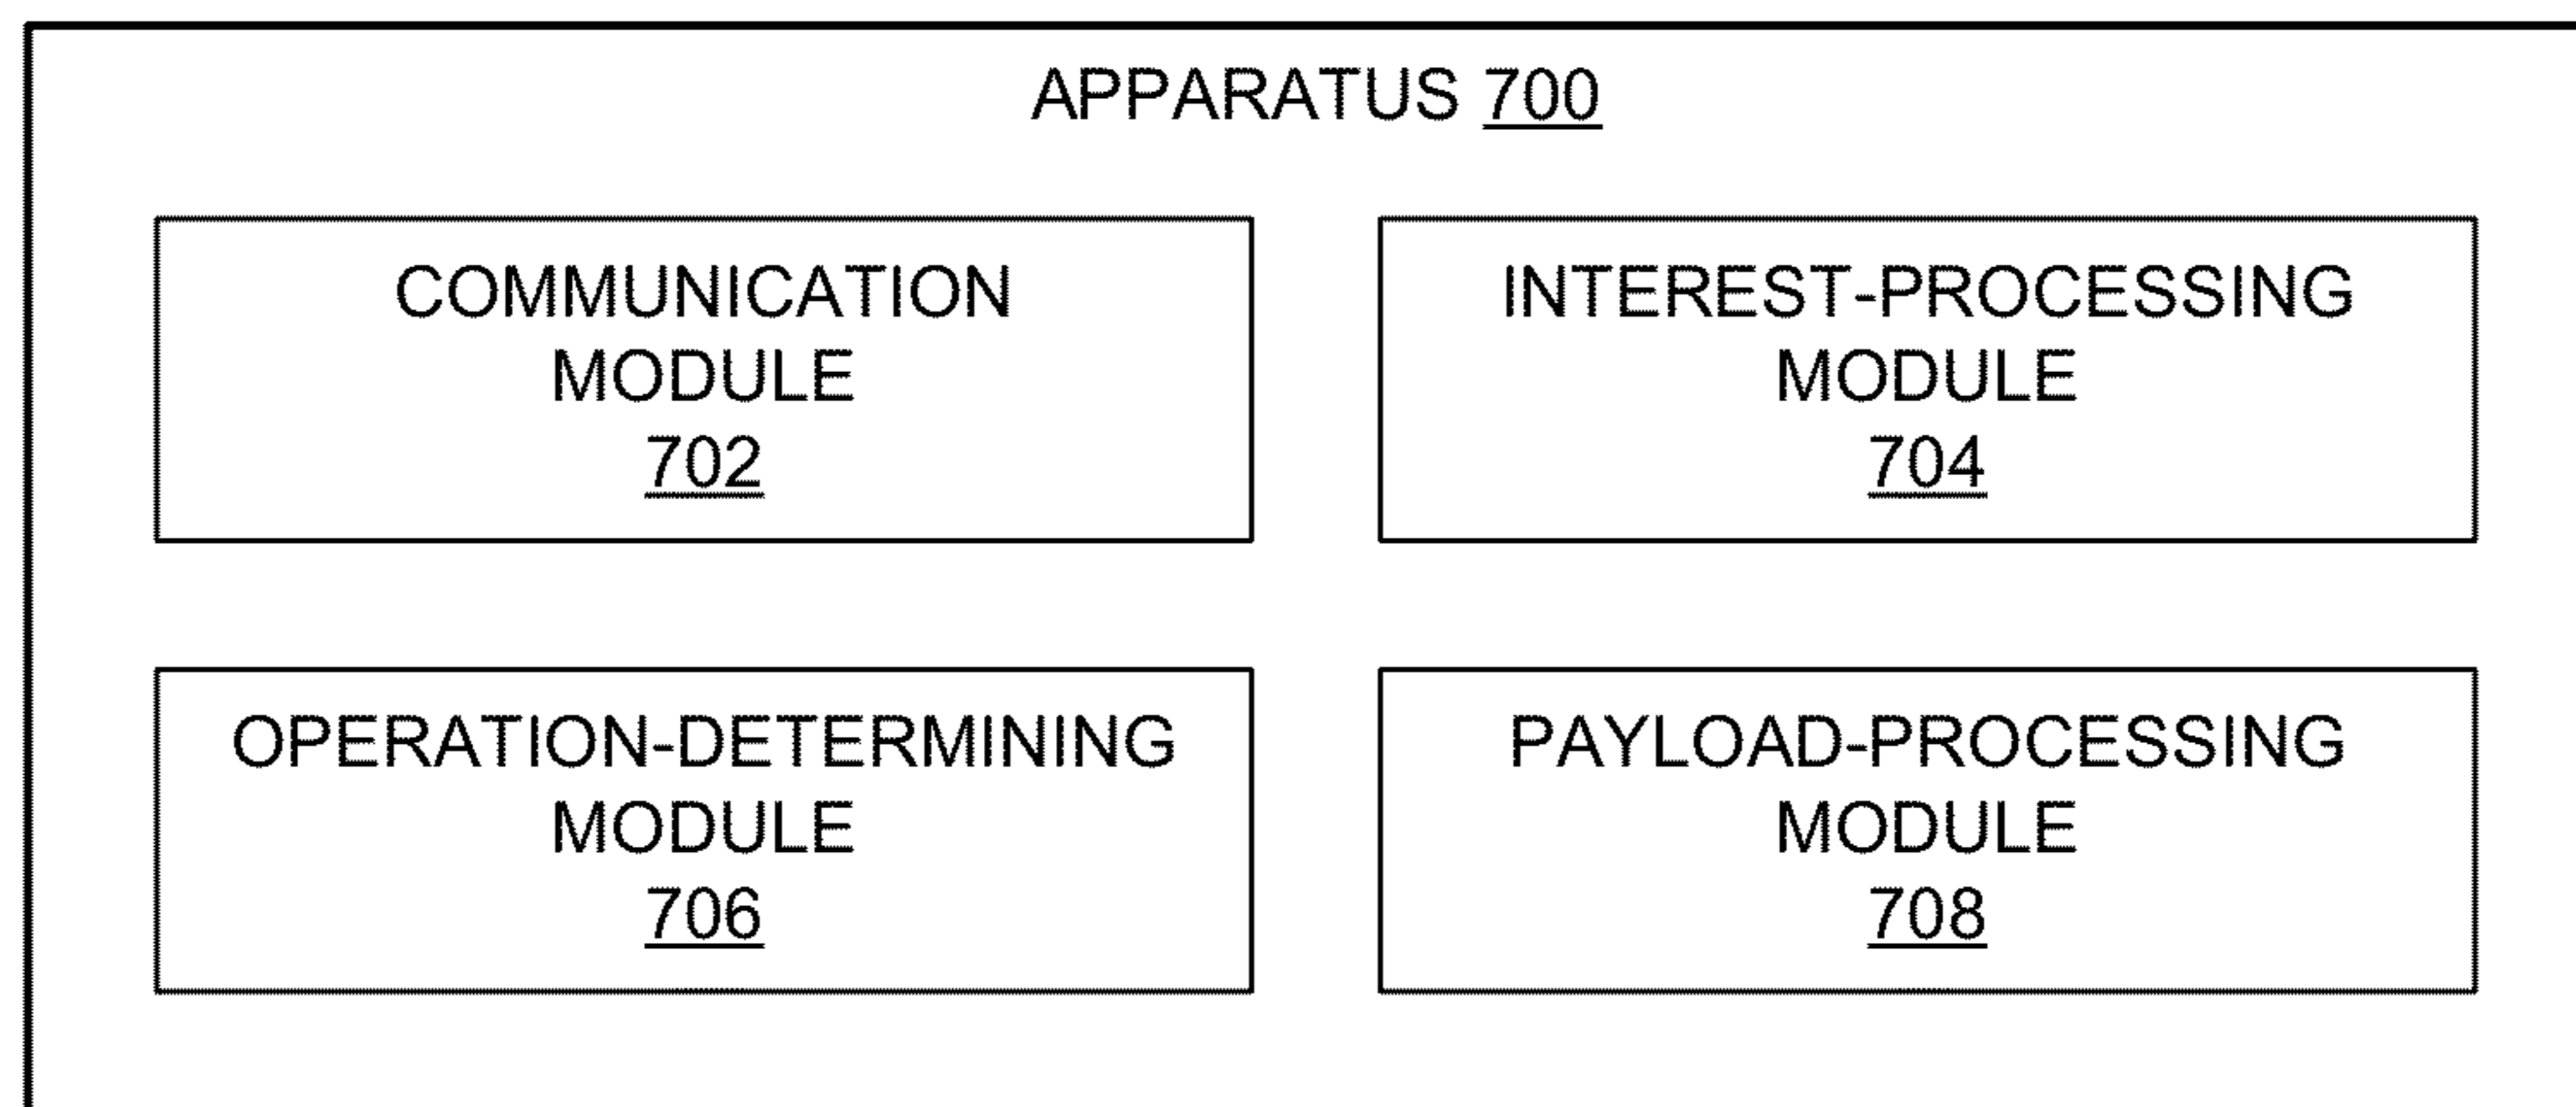 APPARATUS 700
COMMUNICATION
MODULE
702
INTEREST-PROCESSING
MODULE
704
OPERATION-DETERMINING
MODULE
706
PAYLOAD-PROCESSING
MODULE
708